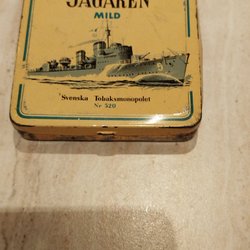 JAGAREN
MILD
Svenska Tobaksmonopolet
Nr 520